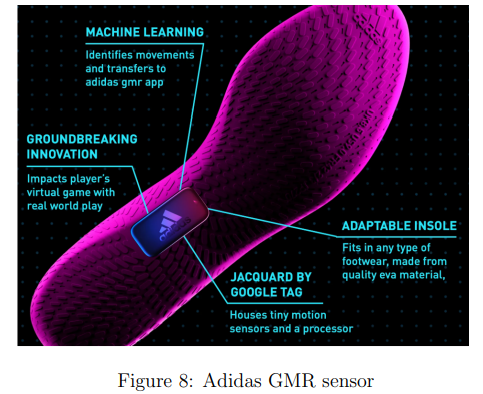 MACHINE LEARNING
Identifies movements
and transfers to
adidas gmr app
GROUNDBREAKING
INNOVATION
Impacts player's
virtual game with
real world play
adidas
ADAPTABLE INSOLE
Fits in any type of
footwear, made from
quality eva material,
JACQUARD BY
GOOGLE TAG
Houses tiny motion
sensors and a processor
Figure 8: Adidas GMR sensor